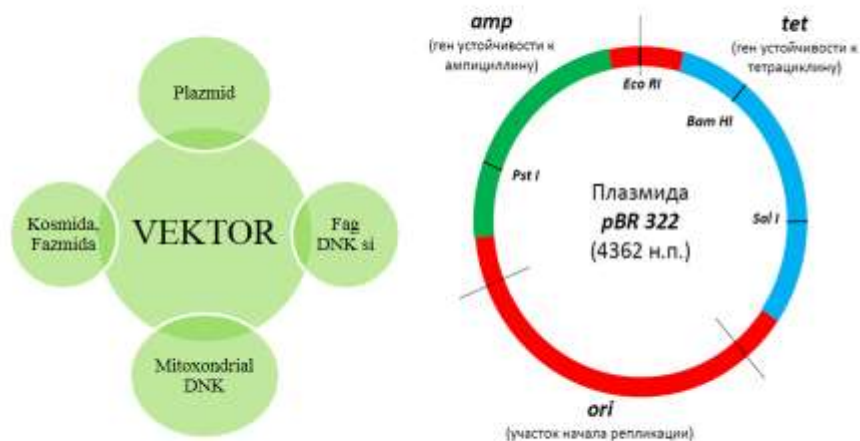 Plazmid
Kosmida,
Fazmida
VEKTOR
Fag
DNK si
Mitoxondrial
DNK
amp
(ген устойчивости к
ампициллину)
tet
(ген устойчивости к
тетрациклину)
Eco RI
Bam HI
Pst I
Sal I
Плазмида
pBR 322
(4362 н.п.)
ori
(участок начала репликации)